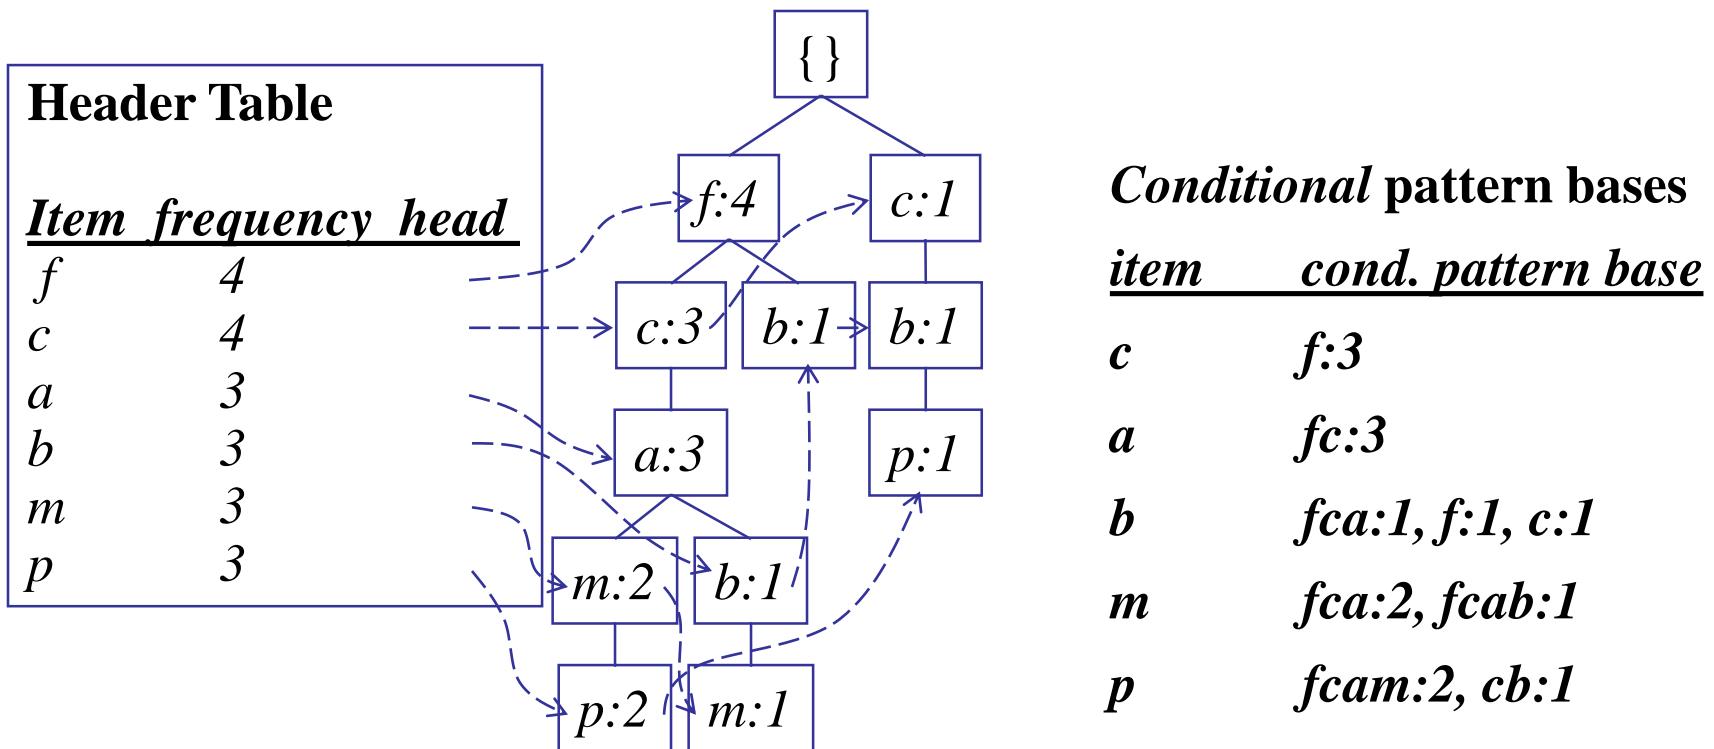 Header Table
Item frequency head
f 4
c 4
a 3
b 3
m 3
p 3
{}
f:4 c:1
c:3 b:1 b:1
a:3 p:1
m:2 b:1
p:2 m:1
Conditional pattern bases
item cond. pattern base
c f:3
a fc:3
b fca:1, f:1, c:1
m fca:2, fcab:1
p fcam:2, cb:1